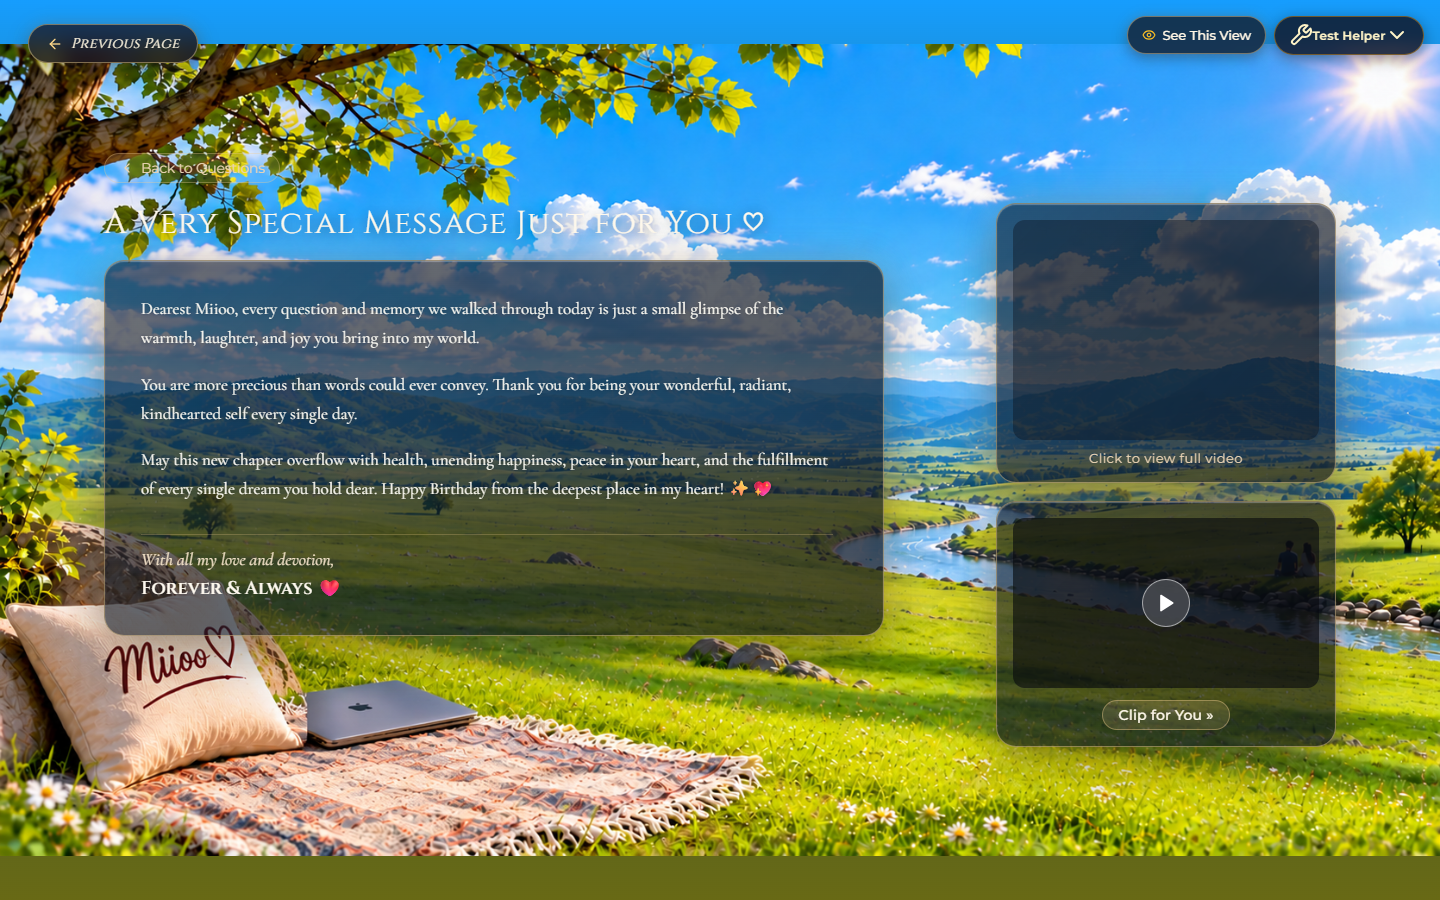 Previous Page
See This View
Test Helper
Back to Questions
A Very Special Message Just for You ♡
Dearest Miioo, every question and memory we walked through today is just a small glimpse of the
warmth, laughter, and joy you bring into my world.
You are more precious than words could ever convey. Thank you for being your wonderful, radiant,
kindhearted self every single day.
May this new chapter overflow with health, unending happiness, peace in your heart, and the fulfillment
of every single dream you hold dear. Happy Birthday from the deepest place in my heart! ✨ 💖
With all my love and devotion,
Forever & Always ❤️
Miioo♡
Click to view full video
Clip for You »